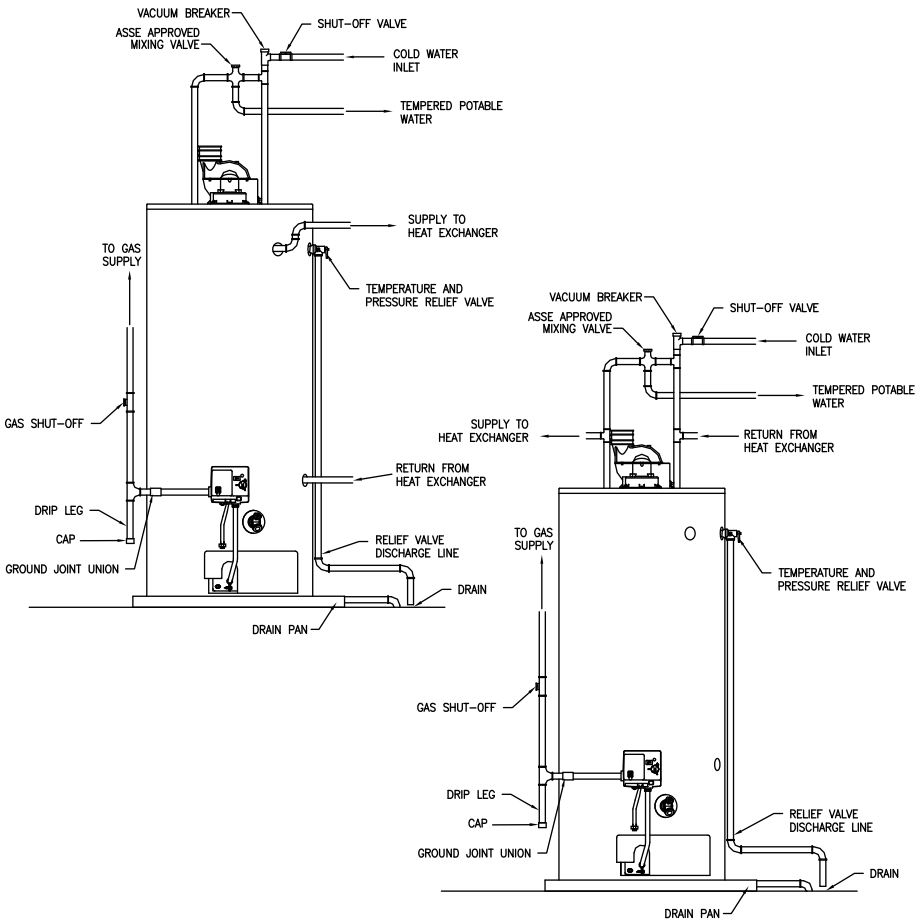 VACUUM BREAKER
SHUT-OFF VALVE
ASSE APPROVED
MIXING VALVE
COLD WATER
INLET
TEMPERED POTABLE
WATER
SUPPLY TO
HEAT EXCHANGER
TO GAS
SUPPLY
TEMPERATURE AND
PRESSURE RELIEF VALVE
GAS SHUT-OFF
RETURN FROM
HEAT EXCHANGER
DRIP LEG
CAP
GROUND JOINT UNION
RELIEF VALVE
DISCHARGE LINE
DRAIN
DRAIN PAN
VACUUM BREAKER
SHUT-OFF VALVE
ASSE APPROVED
MIXING VALVE
COLD WATER
INLET
TEMPERED POTABLE
WATER
SUPPLY TO
HEAT EXCHANGER
RETURN FROM
HEAT EXCHANGER
TO GAS
SUPPLY
TEMPERATURE AND
PRESSURE RELIEF VALVE
GAS SHUT-OFF
DRIP LEG
CAP
GROUND JOINT UNION
RELIEF VALVE
DISCHARGE LINE
DRAIN
DRAIN PAN